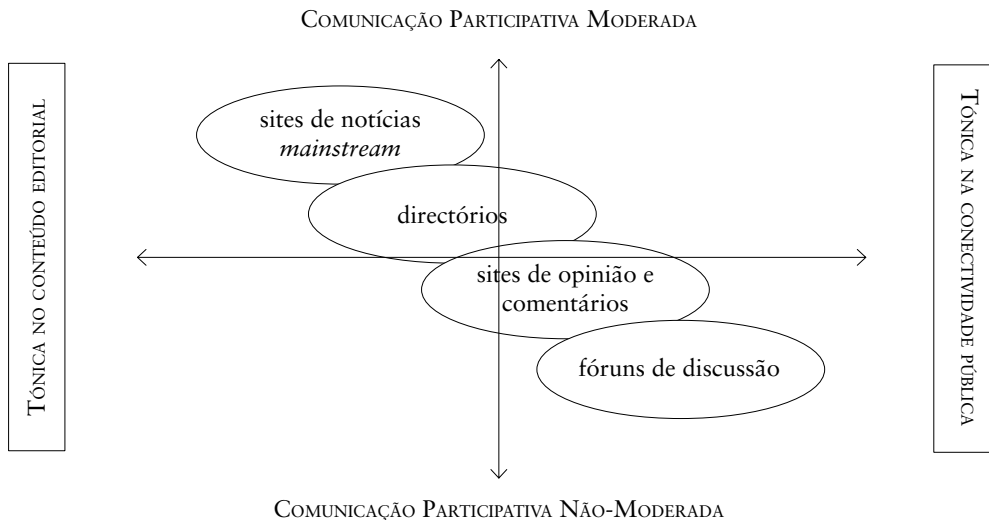 COMUNICAÇÃO PARTICIPATIVA MODERADA
TÓNICA NO CONTEÚDO EDITORIAL
sites de notícias
mainstream
directórios
sites de opinião e
comentários
fóruns de discussão
TÓNICA NA CONECTIVIDADE PÚBLICA
COMUNICAÇÃO PARTICIPATIVA NÃO-MODERADA